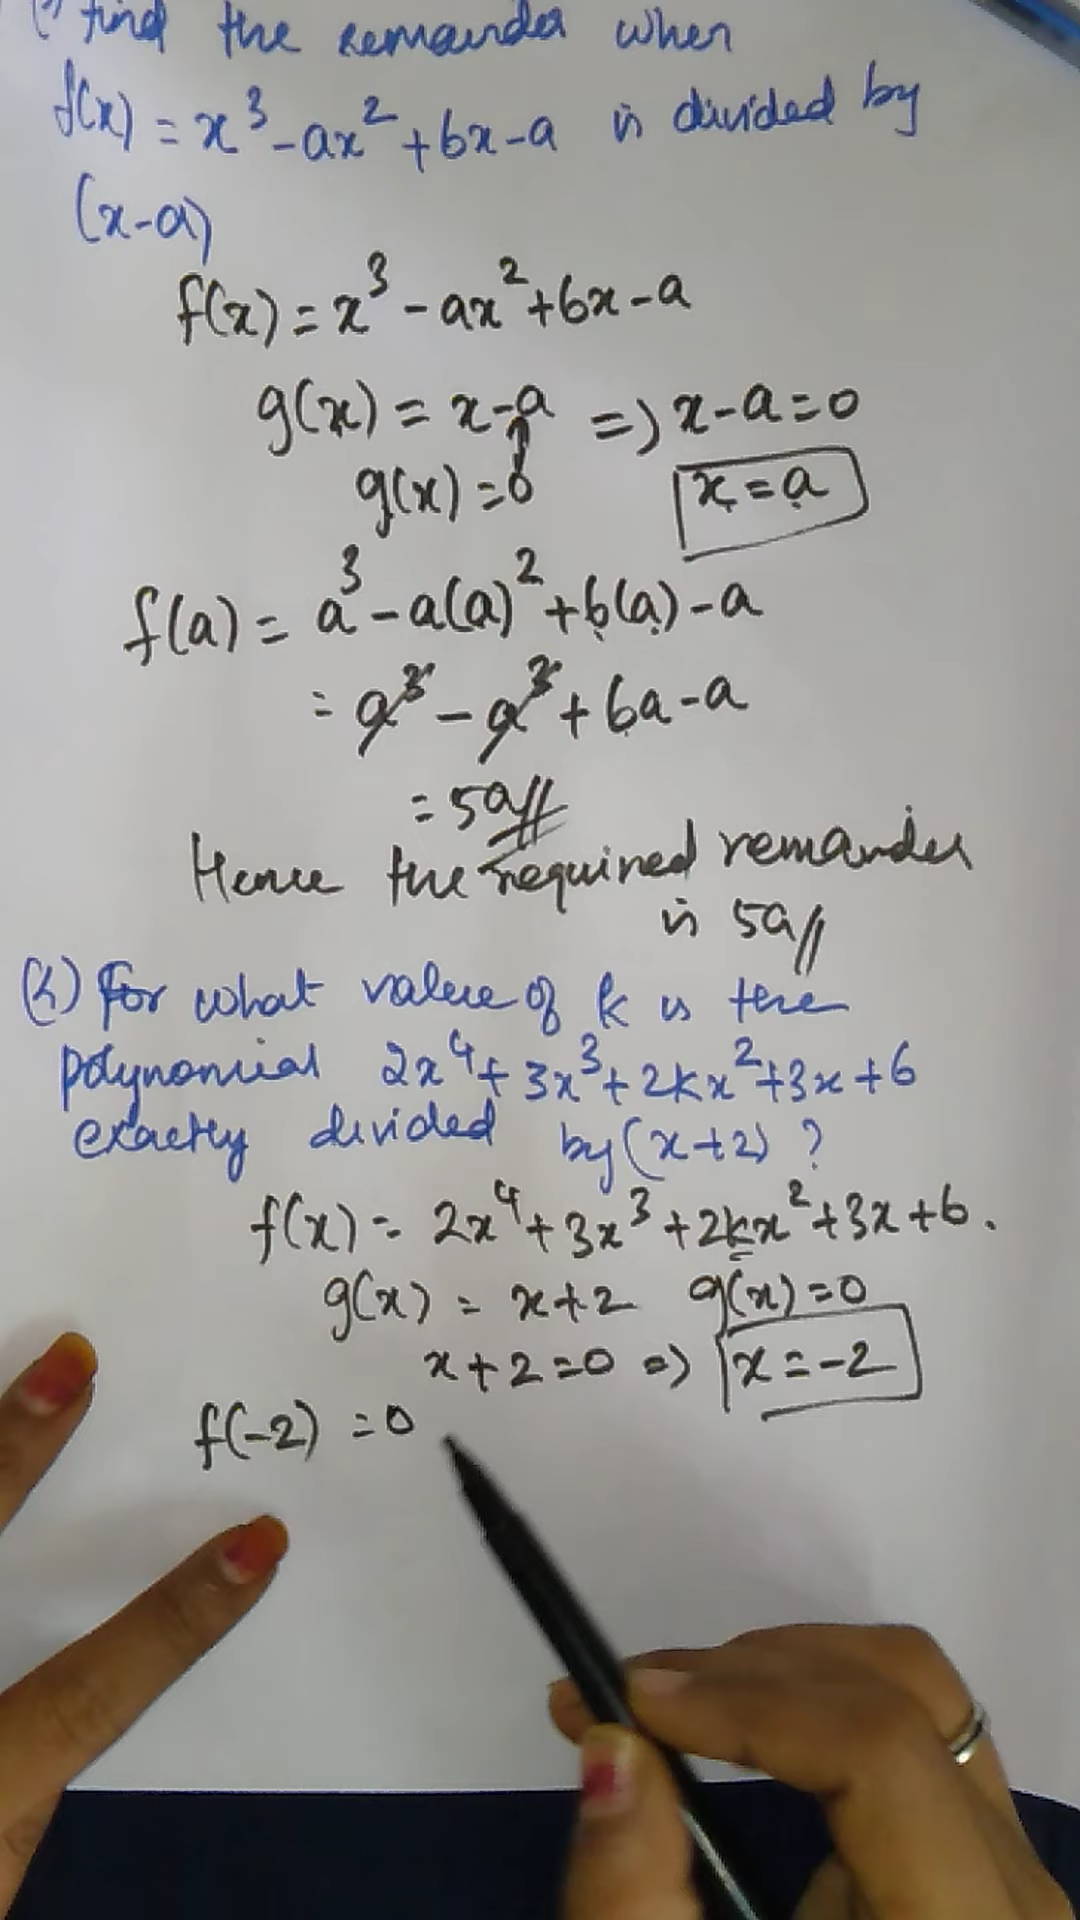 find the remainder when
f(x) = x³ - ax² + 6x - a is divided by
(x-a)
f(x) = x³ - ax² + 6x - a
g(x) = x-a => x-a=0
g(x) = 0 x = a
f(a) = a³ - a(a)² + 6(a) - a
= a³ - a³ + 6a - a
= 5a//
Hence the required remander
is 5a//
For what value of k is the
polynomial 2x⁴ + 3x³ + 2kx² + 3x + 6
exactly divided by (x+2) ?
f(x) = 2x⁴ + 3x³ + 2kx² + 3x + 6.
g(x) = x+2 g(x) = 0
x+2=0 => x = -2
f(-2) = 0